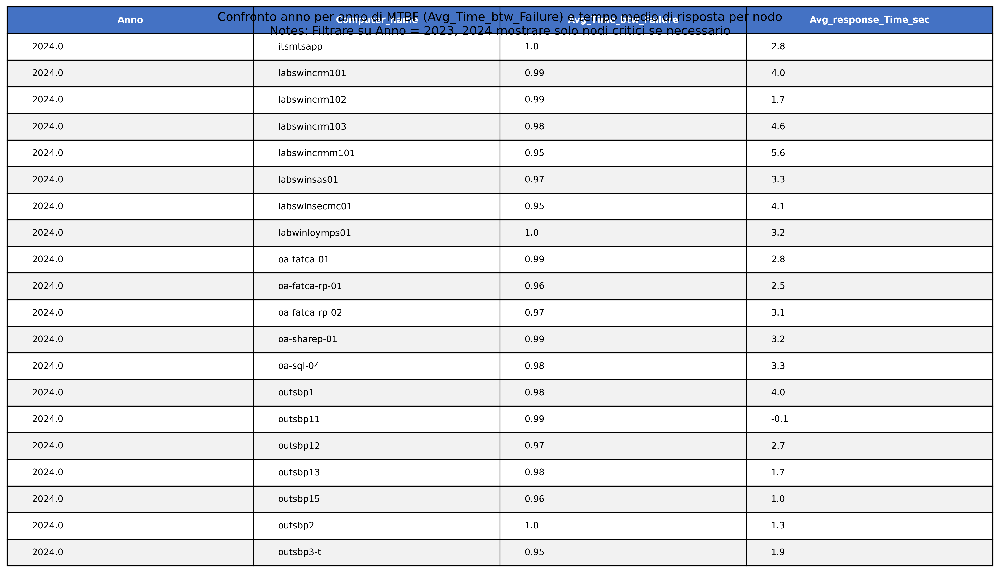 Confronto anno per anno di MTBF (Avg_Time_btw_Failure) e tempo medio di risposta per nodo
Notes: Filtrare su Anno = 2023, 2024 mostrare solo nodi critici se necessario
Anno Computer_name Avg_Time_btw_Failure Avg_response_Time_sec
2024.0 itsmtsapp 1.0 2.8
2024.0 labswincrm101 0.99 4.0
2024.0 labswincrm102 0.99 1.7
2024.0 labswincrm103 0.98 4.6
2024.0 labswincrmm101 0.95 5.6
2024.0 labswinsas01 0.97 3.3
2024.0 labswinsecmc01 0.95 4.1
2024.0 labwinloymps01 1.0 3.2
2024.0 oa-fatca-01 0.99 2.8
2024.0 oa-fatca-rp-01 0.96 2.5
2024.0 oa-fatca-rp-02 0.97 3.1
2024.0 oa-sharep-01 0.99 3.2
2024.0 oa-sql-04 0.98 3.3
2024.0 outsbp1 0.98 4.0
2024.0 outsbp11 0.99 -0.1
2024.0 outsbp12 0.97 2.7
2024.0 outsbp13 0.98 1.7
2024.0 outsbp15 0.96 1.0
2024.0 outsbp2 1.0 1.3
2024.0 outsbp3-t 0.95 1.9